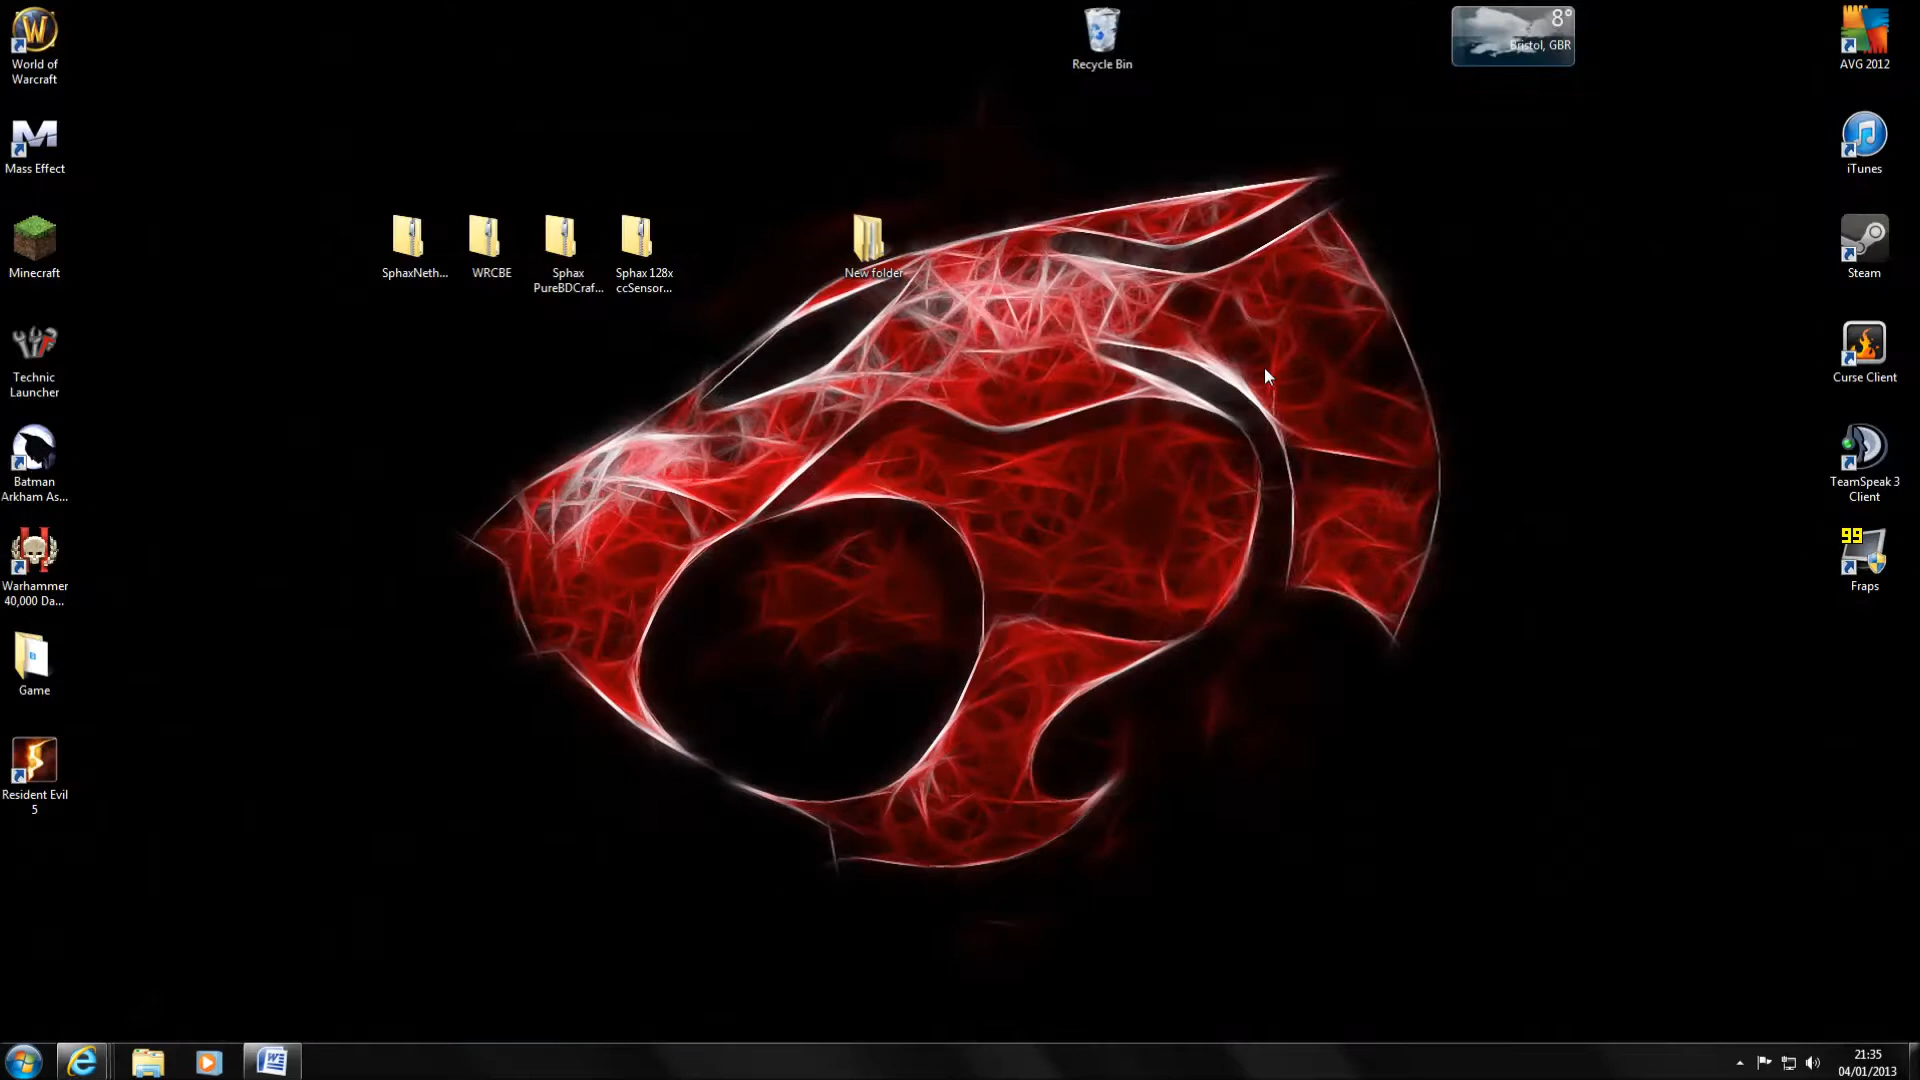 World of
Warcraft
Mass Effect
Minecraft
Technic
Launcher
Batman
Arkham As...
Warhammer
40,000 Da...
Game
Resident Evil
5
SphaxNeth...
WRCBE
Sphax
PureBDCraf...
Sphax 128x
ccSensor...
New folder
Recycle Bin
8°
Bristol, GBR
AVG 2012
iTunes
Steam
Curse Client
TeamSpeak 3
Client
99
Fraps
21:35
04/01/2013